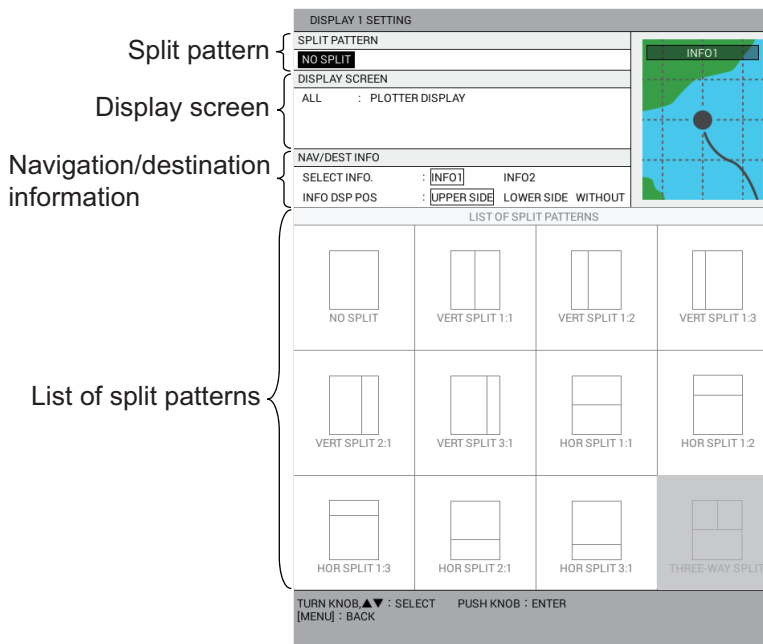 DISPLAY 1 SETTING
Split pattern
SPLIT PATTERN
NO SPLIT
INFO1
Display screen
DISPLAY SCREEN
ALL : PLOTTER DISPLAY
Navigation/destination
information
NAV/DEST INFO
SELECT INFO. : INFO1 INFO2
INFO DSP POS : UPPER SIDE LOWER SIDE WITHOUT
List of split patterns
LIST OF SPLIT PATTERNS
NO SPLIT VERT SPLIT 1:1 VERT SPLIT 1:2 VERT SPLIT 1:3
VERT SPLIT 2:1 VERT SPLIT 3:1 HOR SPLIT 1:1 HOR SPLIT 1:2
HOR SPLIT 1:3 HOR SPLIT 2:1 HOR SPLIT 3:1 THREE-WAY SPLIT
TURN KNOB,▲▼ : SELECT PUSH KNOB : ENTER
[MENU] : BACK